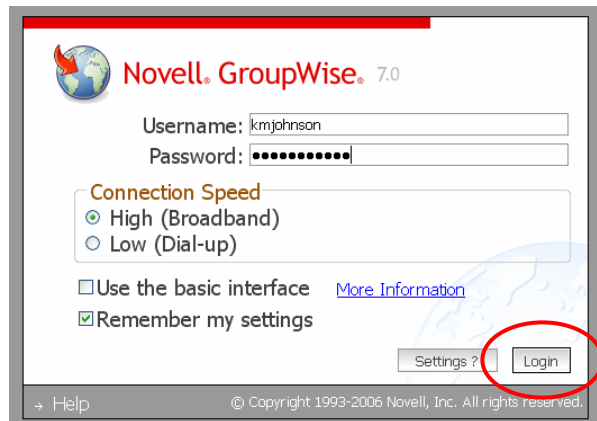 Novell® GroupWise® 7.0
Username: kmjohnson
Password: ●●●●●●●●●●●
Connection Speed
High (Broadband)
Low (Dial-up)
Use the basic interface More Information
Remember my settings
Settings ? Login
→ Help © Copyright 1993-2006 Novell, Inc. All rights reserved.